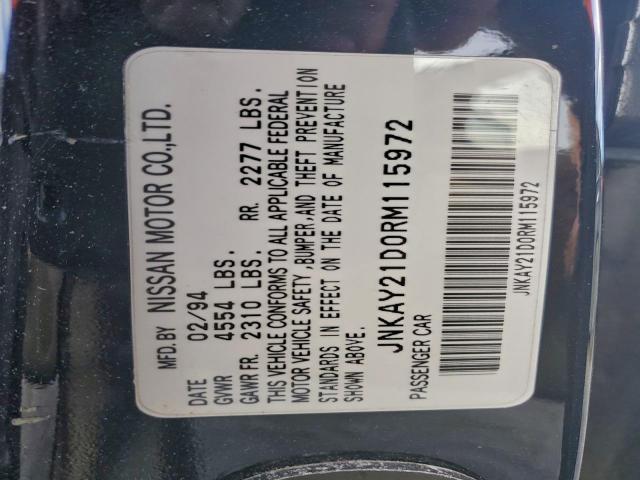 MFD. BY NISSAN MOTOR CO.,LTD.
DATE 02/94
GVWR 4554 LBS.
GAWR FR. 2310 LBS. RR. 2277 LBS.
THIS VEHICLE CONFORMS TO ALL APPLICABLE FEDERAL
MOTOR VEHICLE SAFETY, BUMPER, AND THEFT PREVENTION
STANDARDS IN EFFECT ON THE DATE OF MANUFACTURE
SHOWN ABOVE.
JNKAY21D0RM115972
PASSENGER CAR
JNKAY21D0RM115972